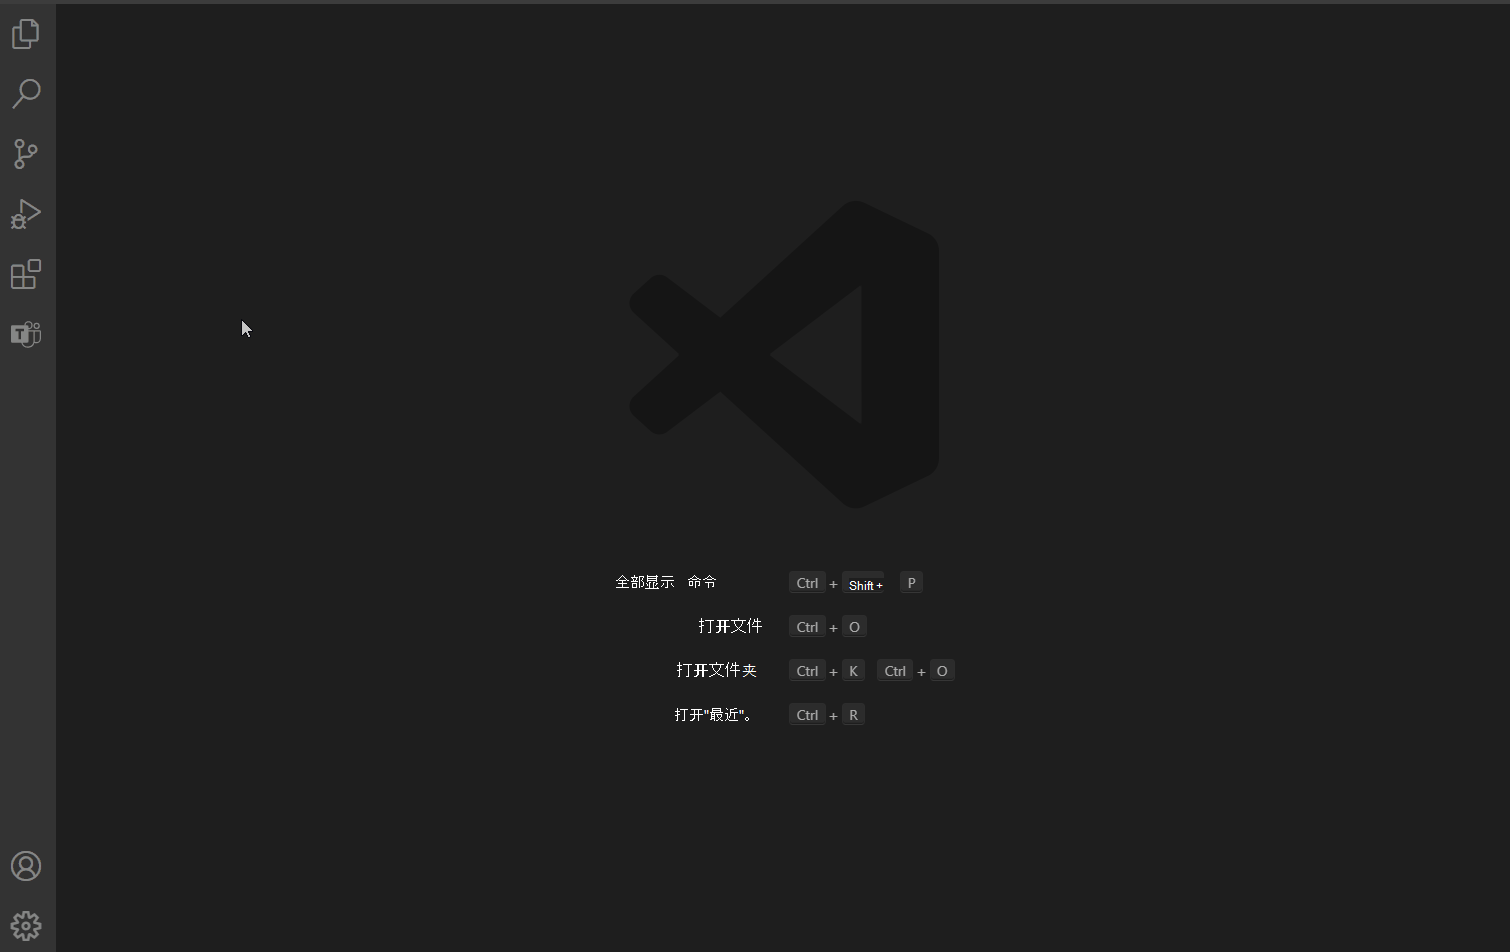 全部显示 命令 Ctrl + Shift + P
打开文件 Ctrl + O
打开文件夹 Ctrl + K Ctrl + O
打开"最近"。 Ctrl + R
T